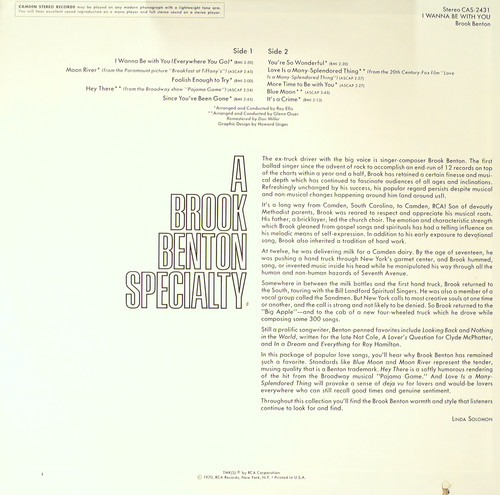 CAMDEN STEREO RECORDS may be played on any modern phonograph with a lightweight tone arm.
You will hear excellent sound reproduction on a mono player and full stereo sound on a stereo player.
Stereo CAS-2431
I WANNA BE WITH YOU
Brook Benton
Side 1
I Wanna Be with You (Everywhere You Go)*
Moon River* (from the Paramount picture "Breakfast at Tiffany's")
Foolish Enough to Try*
Hey There** (from the Broadway show "Pajama Game")
Since You've Been Gone*
Side 2
You're So Wonderful*
Love Is a Many-Splendored Thing** (from the 20th Century-Fox Film "Love
Is a Many-Splendored Thing")
More Time to Be with You*
Blue Moon**
It's a Crime*
*Arranged and Conducted by Ray Ellis
**Arranged and Conducted by Glenn Osser
Remastered by Don Miller
Graphic Design by Howard Unger
A
BROOK
BENTON
SPECIALTY
The ex-truck driver with the big voice is singer-composer Brook Benton. The first
ballad singer since the advent of rock to accomplish an end-run of 12 records on top
of the charts within a year and a half, Brook has retained a certain finesse and musi-
cal depth which has continued to fascinate audiences of all ages and inclinations.
Refreshingly unchanged by his success, his popular regard persists despite musical
and non-musical changes happening around him (and around us!).
It's a long way from Camden, South Carolina, to Camden, RCA! Son of devoutly
Methodist parents, Brook was reared to respect and appreciate his musical roots.
His father, a bricklayer, led the church choir. The emotion and characteristic strength
which Brook gleaned from gospel songs and spirituals has had a telling influence on
his melodic means of self-expression. In addition to his early exposure to devotional
song, Brook also inherited a tradition of hard work.
At twelve, he was delivering milk for a Camden dairy. By the age of seventeen, he
was pushing a hand truck through New York's garment center, and Brook hummed,
song, or invented music inside his head while he manipulated his way through all the
human and non-human hazards of Seventh Avenue.
Somewhere in between the milk bottles and the first hand truck, Brook returned to
the South, touring with the Bill Landford Spiritual Singers. He was also a member of a
vocal group called the Sandmen. But New York calls to most creative souls at one time
or another, and the call is strong and not likely to be denied. So Brook returned to the
"Big Apple"—and to the cab of a new four-wheeled truck which he drove while
composing some 300 songs.
Still a prolific songwriter, Benton penned favorites include Looking Back and Nothing
in the World, written for the late Nat Cole, A Lover's Question for Clyde McPhatter,
and In a Dream and Everything for Roy Hamilton.
In this package of popular love songs, you'll hear why Brook Benton has remained
such a favorite. Standards like Blue Moon and Moon River represent the tender,
musing quality that is a Benton trademark. Hey There is a softly humorous rendering
of the hit from the Broadway musical "Pajama Game." And Love Is a Many-
Splendored Thing will provoke a sense of deja vu for lovers and would-be lovers
everywhere who can still recall good times and genuine sentiment.
Throughout this collection you'll find the Brook Benton warmth and style that listeners
continue to look for and find.
LINDA SOLOMON
TMK(S) ® by RCA Corporation
© 1970, RCA Records, New York, N.Y. • Printed in U.S.A.